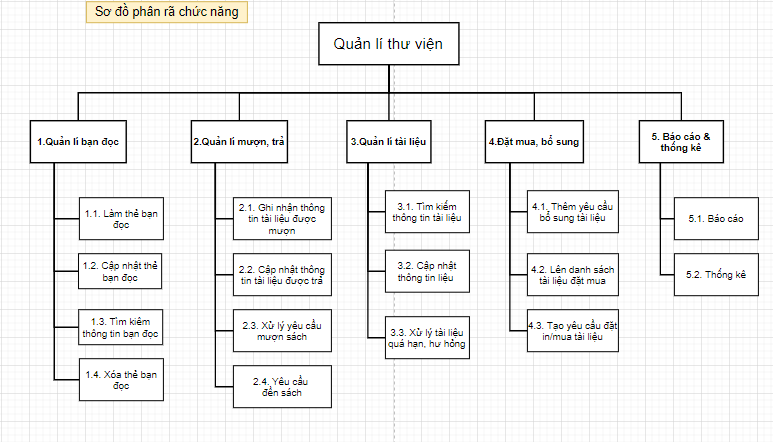 Sơ đồ phân rã chức năng
Quản lí thư viện
1.Quản lí bạn đọc
2.Quản lí mượn, trả
3.Quản lí tài liệu
4.Đặt mua, bổ sung
5. Báo cáo &
thống kê
1.1. Làm thẻ bạn
đọc
1.2. Cập nhật thẻ
bạn đọc
1.3. Tìm kiêm
thông tin bạn đọc
1.4. Xóa thẻ bạn
đọc
2.1. Ghi nhận thông
tin tài liệu được
mượn
2.2. Cập nhật thông
tin tài liệu được trả
2.3. Xử lý yêu cầu
mượn sách
2.4. Yêu cầu
đền sách
3.1. Tìm kiếm
thông tin tài liệu
3.2. Cập nhật
thông tin liệu
3.3. Xử lý tài liệu
quá hạn, hư hỏng
4.1. Thêm yêu cầu
bổ sung tài liệu
4.2. Lên danh sách
tài liệu đặt mua
4.3. Tạo yêu cầu đặt
in/mua tài liệu
5.1. Báo cáo
5.2. Thống kê